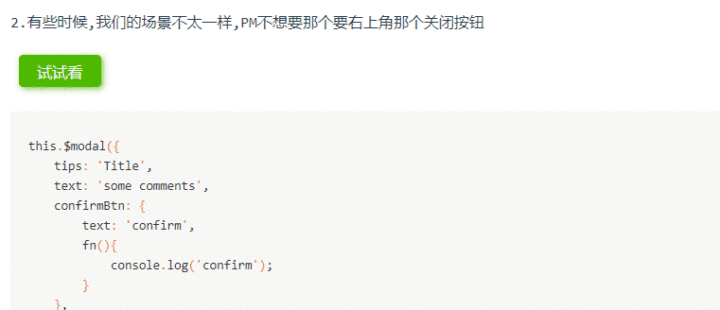 2.有些时候,我们的场景不太一样,PM不想要那个要右上角那个关闭按钮
试试看
this.$modal({
    tips: 'Title',
    text: 'some comments',
    confirmBtn: {
        text: 'confirm',
        fn(){
            console.log('confirm');
        }
    },